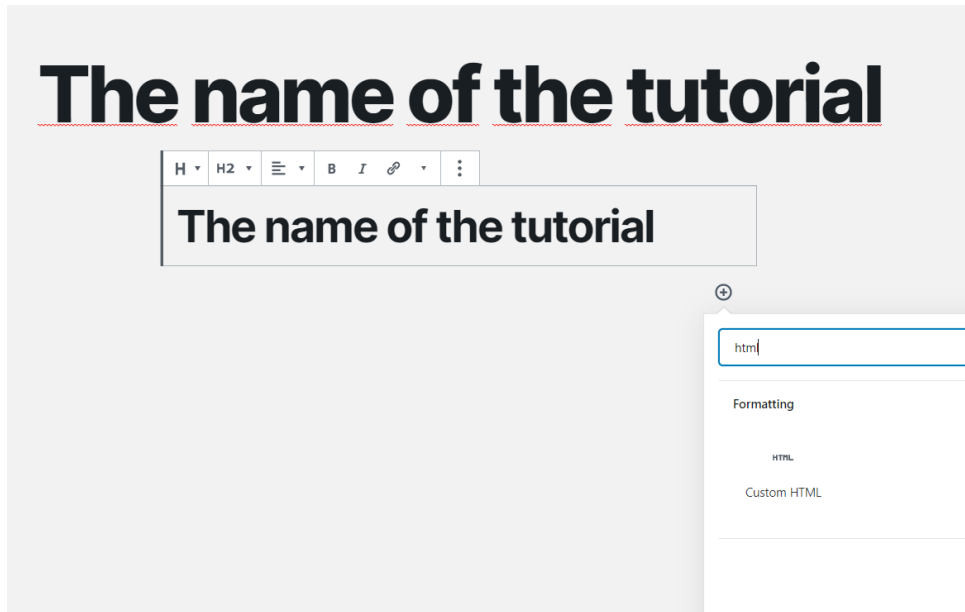 The name of the tutorial
H H2 B I
The name of the tutorial
html
Formatting
HTML
Custom HTML